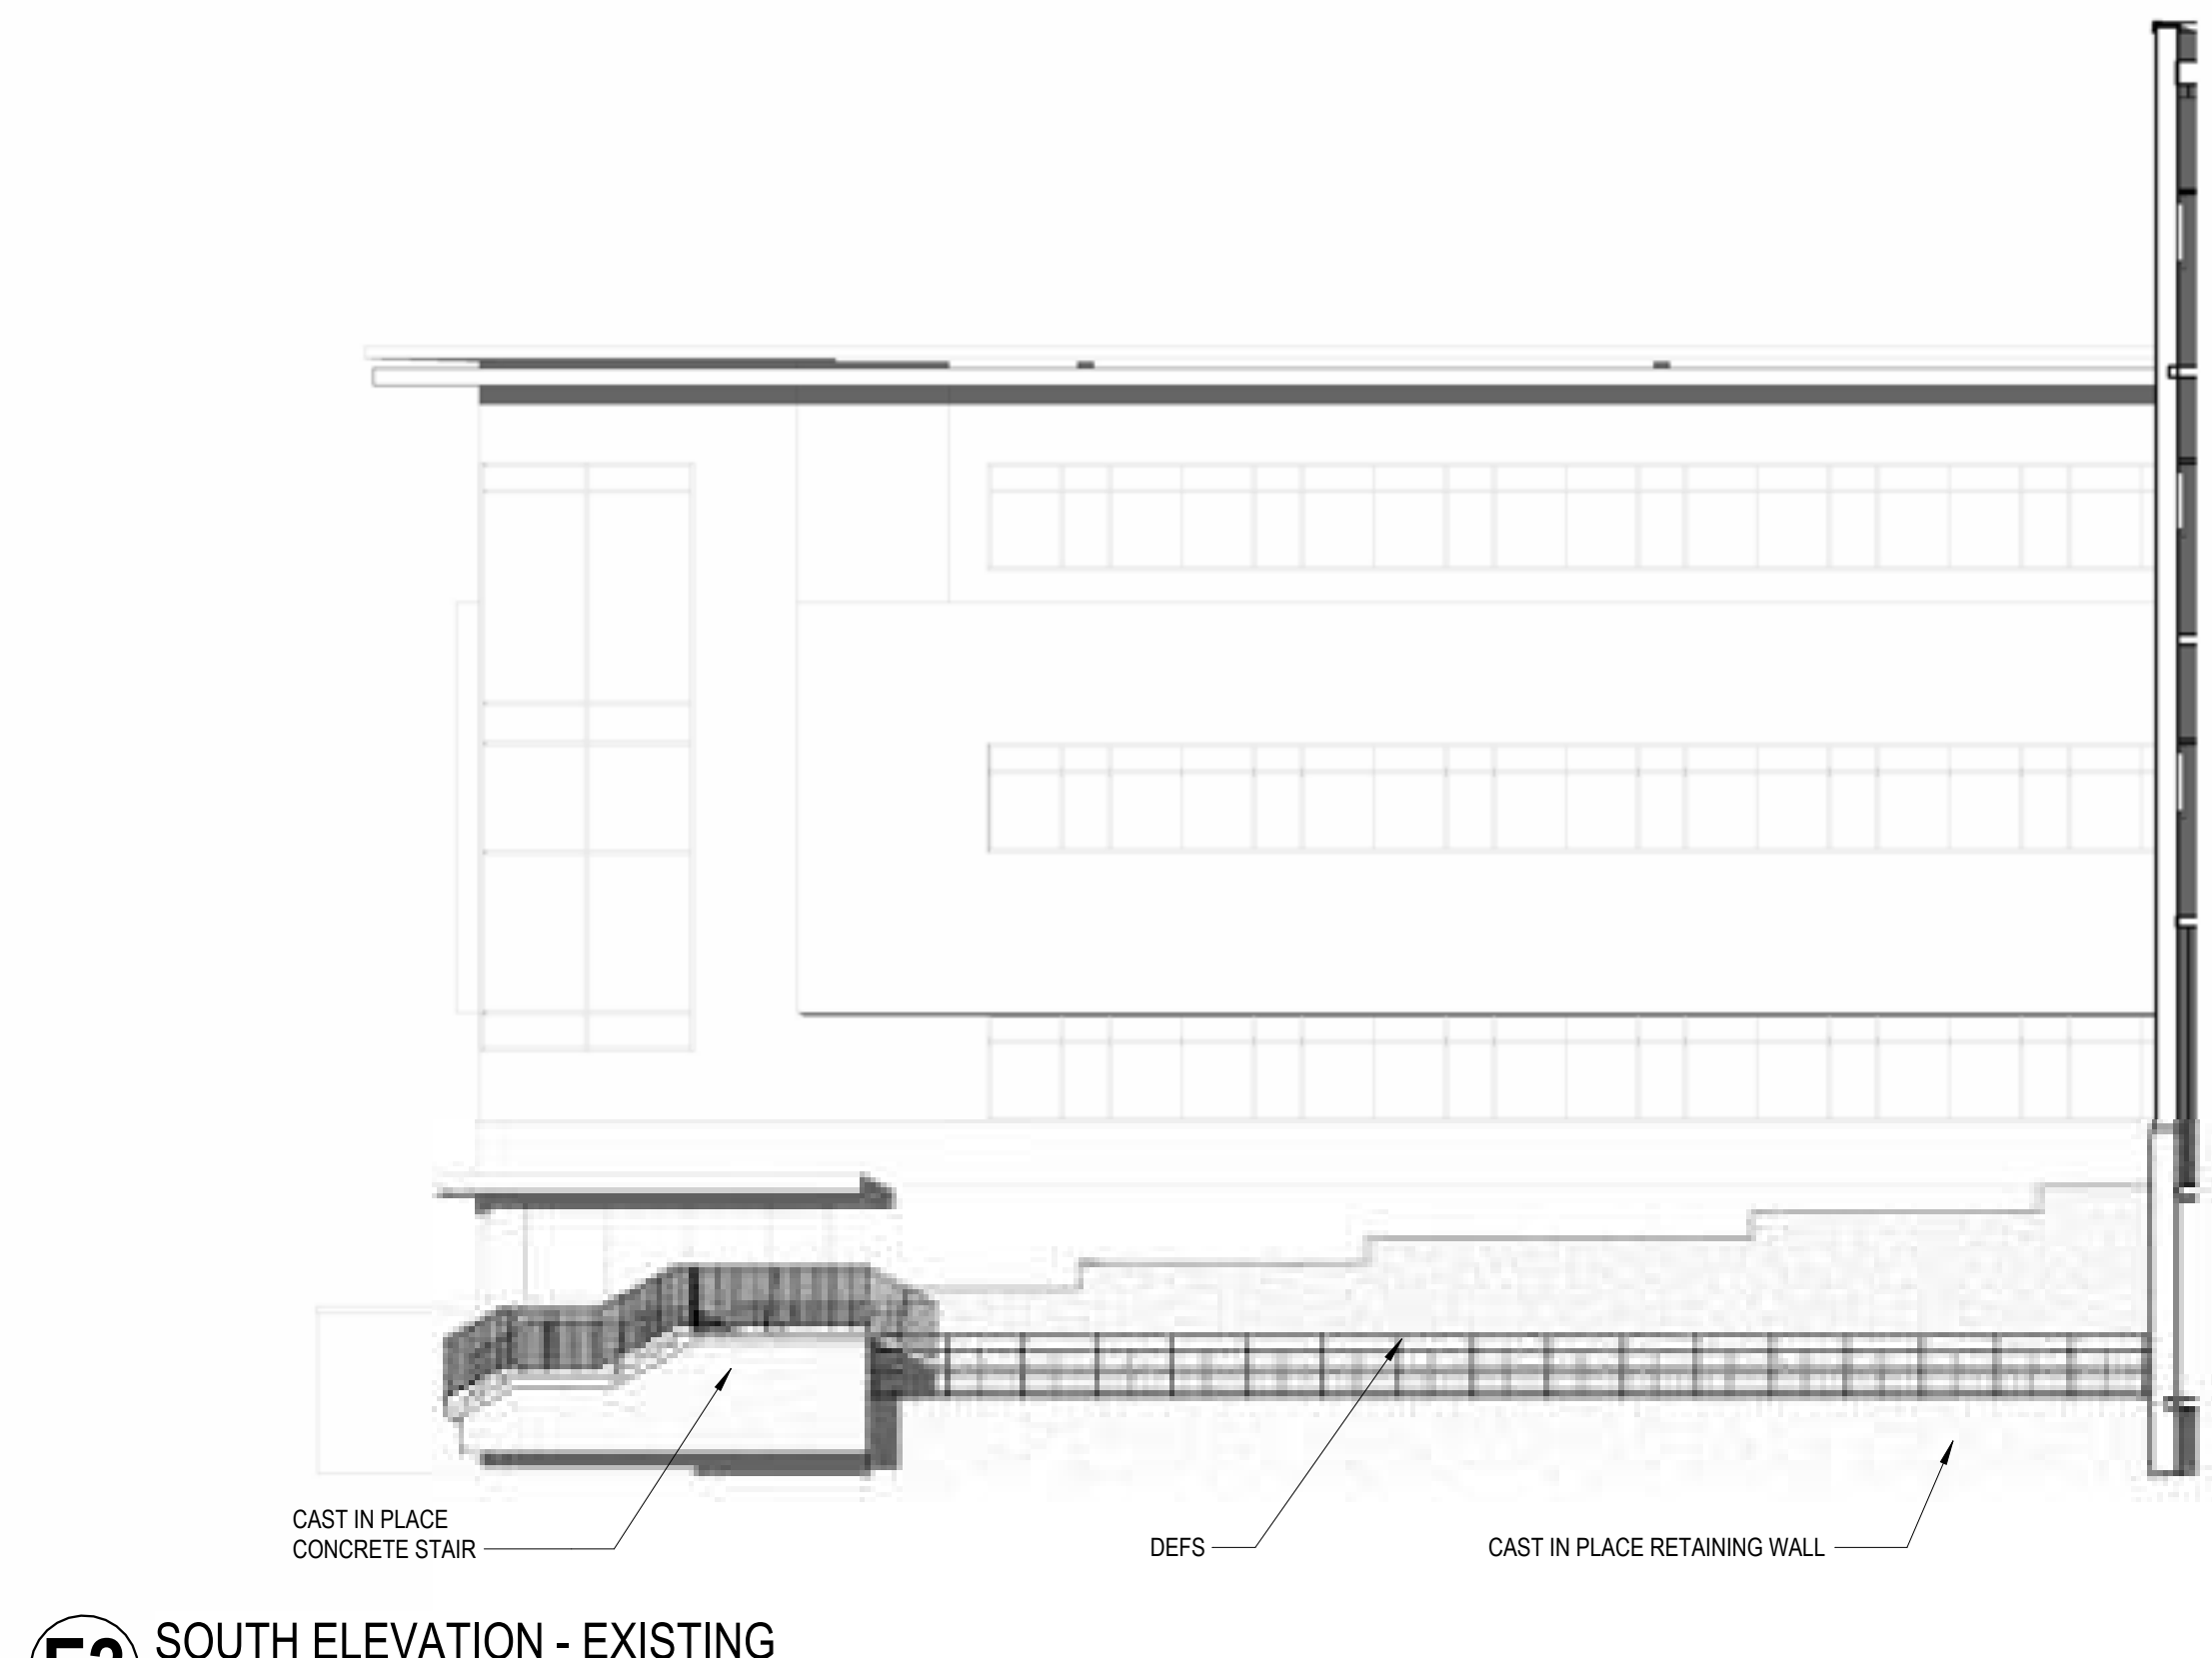 CAST IN PLACE
CONCRETE STAIR
DEFS
CAST IN PLACE RETAINING WALL
SOUTH ELEVATION - EXISTING